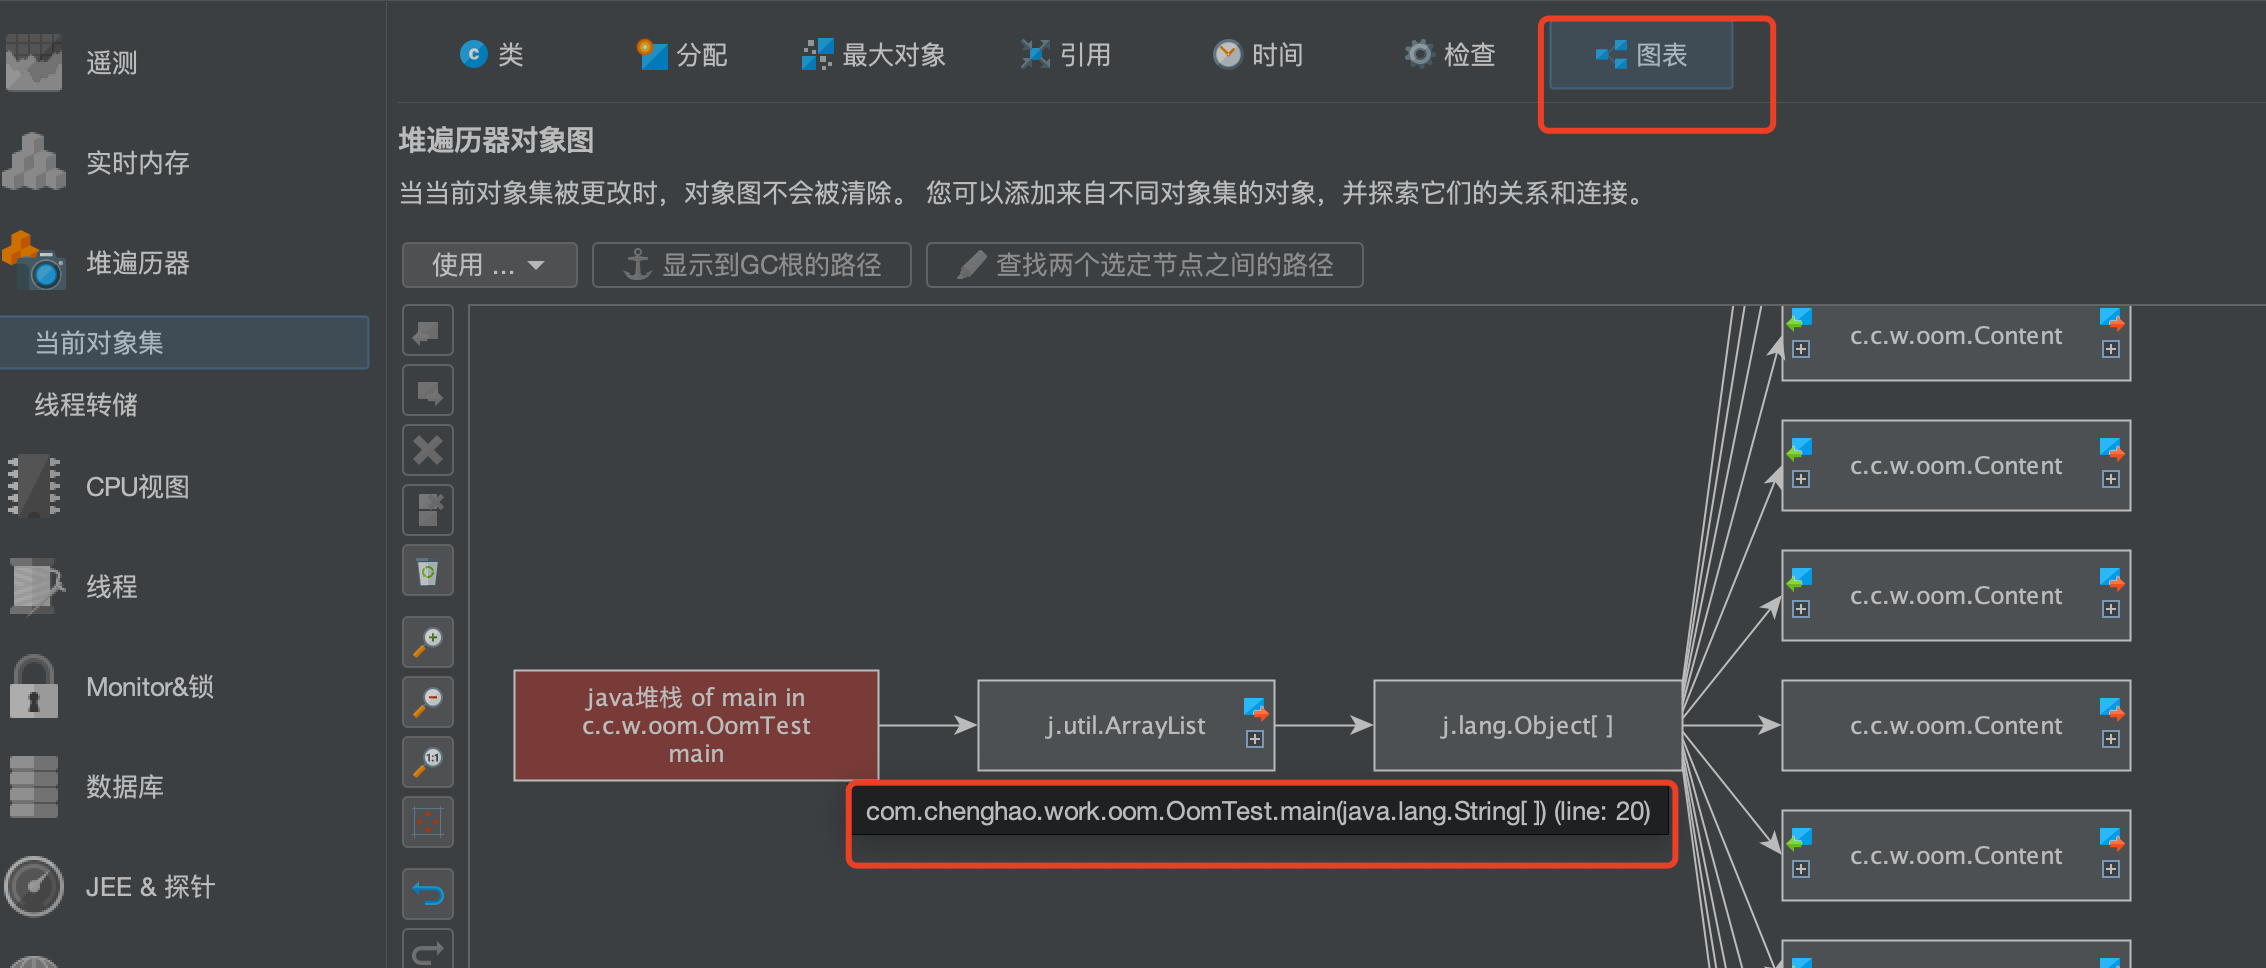 遥测
实时内存
堆遍历器
当前对象集
线程转储
CPU视图
线程
Monitor&锁
数据库
JEE & 探针
类
分配
最大对象
引用
时间
检查
图表
堆遍历器对象图
当当前对象集被更改时，对象图不会被清除。 您可以添加来自不同对象集的对象，并探索它们的关系和连接。
使用 ...
显示到GC根的路径
查找两个选定节点之间的路径
1:1
java堆栈 of main in
c.c.w.oom.OomTest
main
j.util.ArrayList
j.lang.Object[ ]
com.chenghao.work.oom.OomTest.main(java.lang.String[ ]) (line: 20)
c.c.w.oom.Content
c.c.w.oom.Content
c.c.w.oom.Content
c.c.w.oom.Content
c.c.w.oom.Content